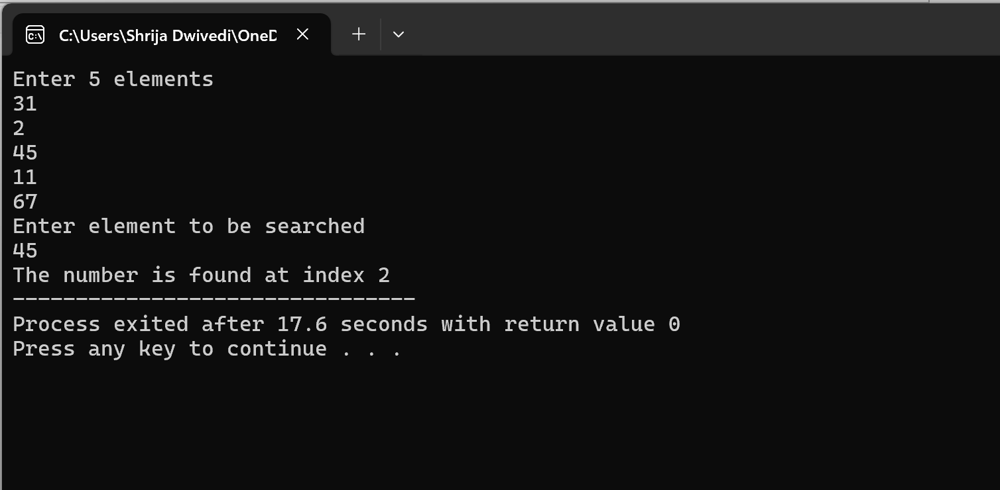 C:\Users\Shrija Dwivedi\OneD
Enter 5 elements
31
2
45
11
67
Enter element to be searched
45
The number is found at index 2
--------------------------------
Process exited after 17.6 seconds with return value 0
Press any key to continue . . .